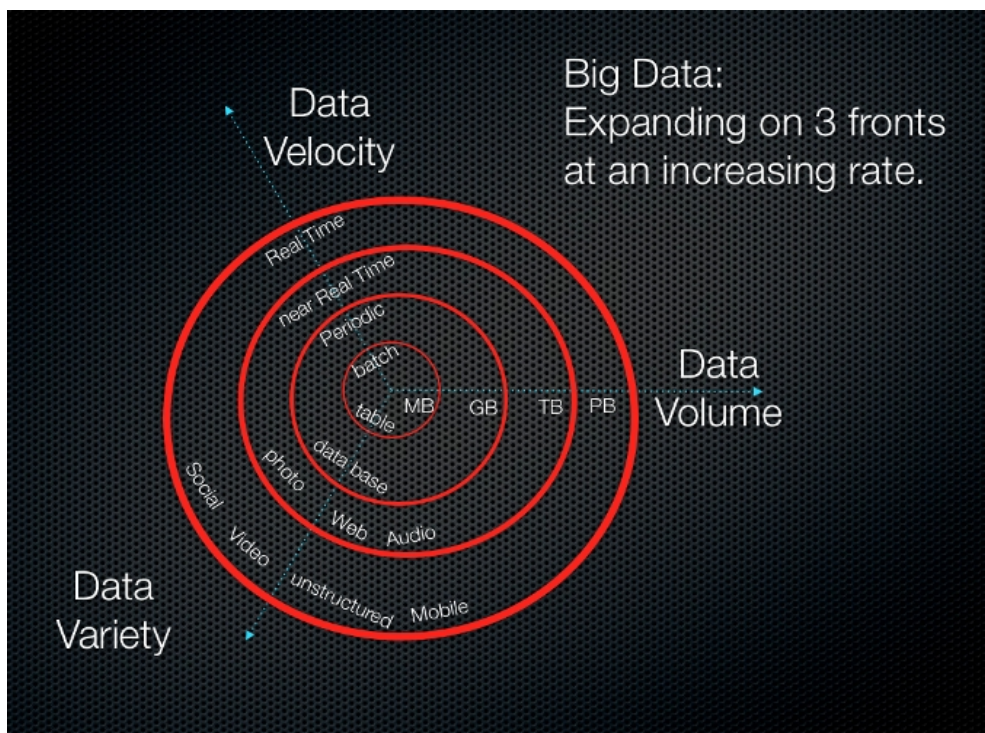 Big Data:
Expanding on 3 fronts
at an increasing rate.
Data
Velocity
Real Time
near Real Time
Periodic
batch
Data
Volume
MB GB TB PB
table
data base
photo
Web Audio
Social
Video
unstructured
Mobile
Data
Variety